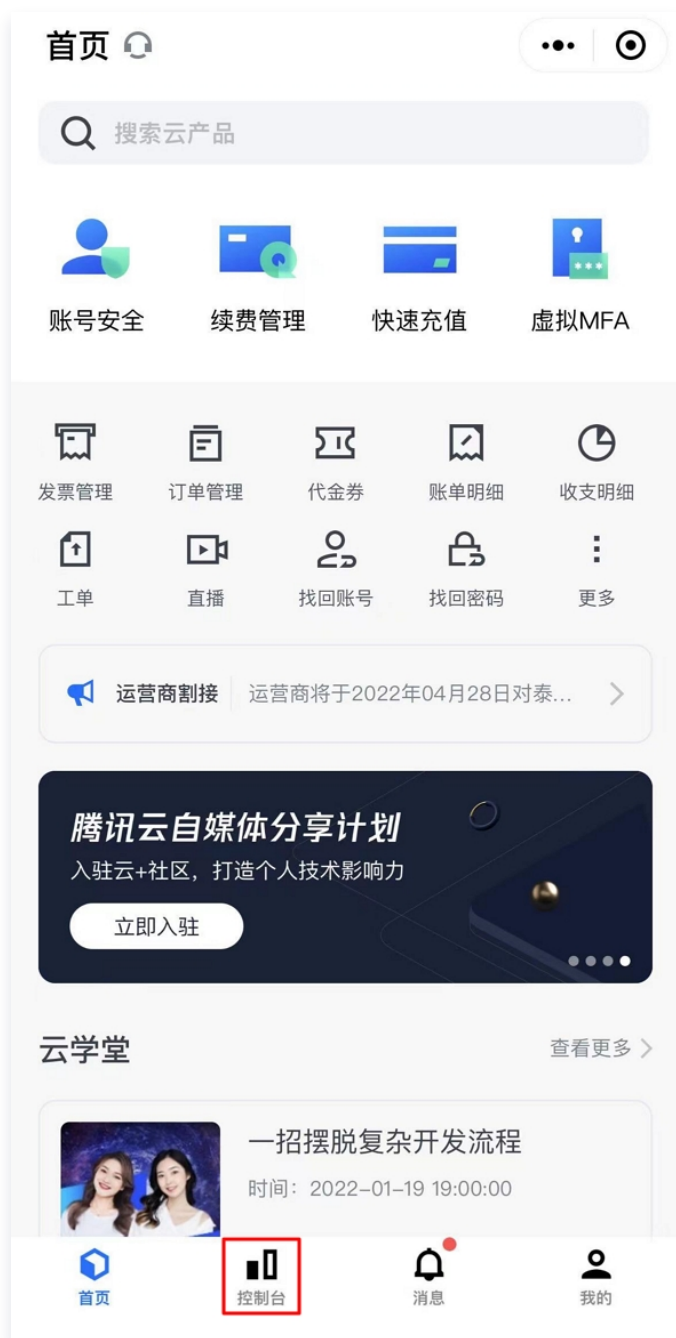 首页
搜索云产品
账号安全 续费管理 快速充值 虚拟MFA
发票管理 订单管理 代金券 账单明细 收支明细
工单 直播 找回账号 找回密码 更多
运营商割接 运营商将于2022年04月28日对泰...
腾讯云自媒体分享计划
入驻云+社区，打造个人技术影响力
立即入驻
云学堂 查看更多
一招摆脱复杂开发流程
时间：2022-01-19 19:00:00
首页 控制台 消息 我的